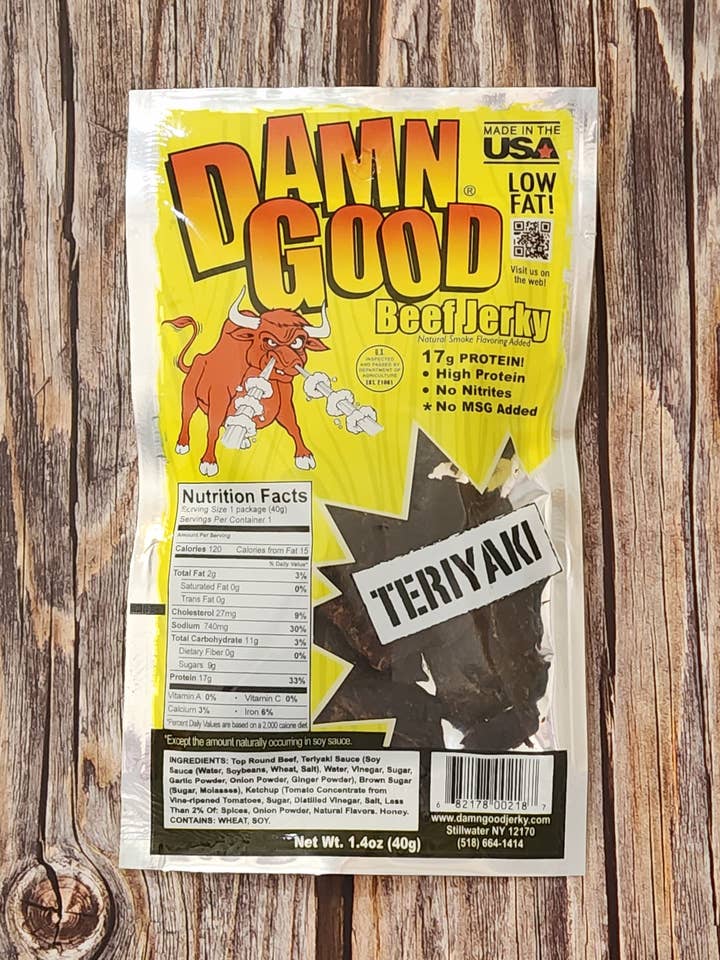 DAMN
GOOD®
Beef Jerky
Natural Smoke Flavoring Added
MADE IN THE
USA
LOW
FAT!
Visit us on
the web!
17g PROTEIN!
• High Protein
• No Nitrites
* No MSG Added
U.S.
INSPECTED
AND PASSED BY
DEPARTMENT OF
AGRICULTURE
TERIYAKI
Nutrition Facts
Serving Size 1 package (40g)
Servings Per Container 1
Amount Per Serving
Calories 120 Calories from Fat 15
% Daily Value*
Total Fat 2g 3%
Saturated Fat 0g 0%
Trans Fat 0g
Cholesterol 27mg 9%
Sodium 740mg 30%
Total Carbohydrate 11g 3%
Dietary Fiber 0g 0%
Sugars 9g
Protein 17g 33%
Vitamin A 0% • Vitamin C 0%
Calcium 3% • Iron 6%
*Percent Daily Values are based on a 2,000 calorie diet
*Except the amount naturally occurring in soy sauce.
INGREDIENTS: Top Round Beef, Teriyaki Sauce (Soy
Sauce (Water, Soybeans, Wheat, Salt), Water, Vinegar, Sugar,
Garlic Powder, Onion Powder, Ginger Powder), Brown Sugar
(Sugar, Molasses), Ketchup (Tomato Concentrate from
Vine-ripened Tomatoes, Sugar, Distilled Vinegar, Salt, Less
Than 2% Of: Spices, Onion Powder, Natural Flavors. Honey.
CONTAINS: WHEAT, SOY.
Net Wt. 1.4oz (40g)
6 82178 00218 7
www.damngoodjerky.com
Stillwater NY 12170
(518) 664-1414